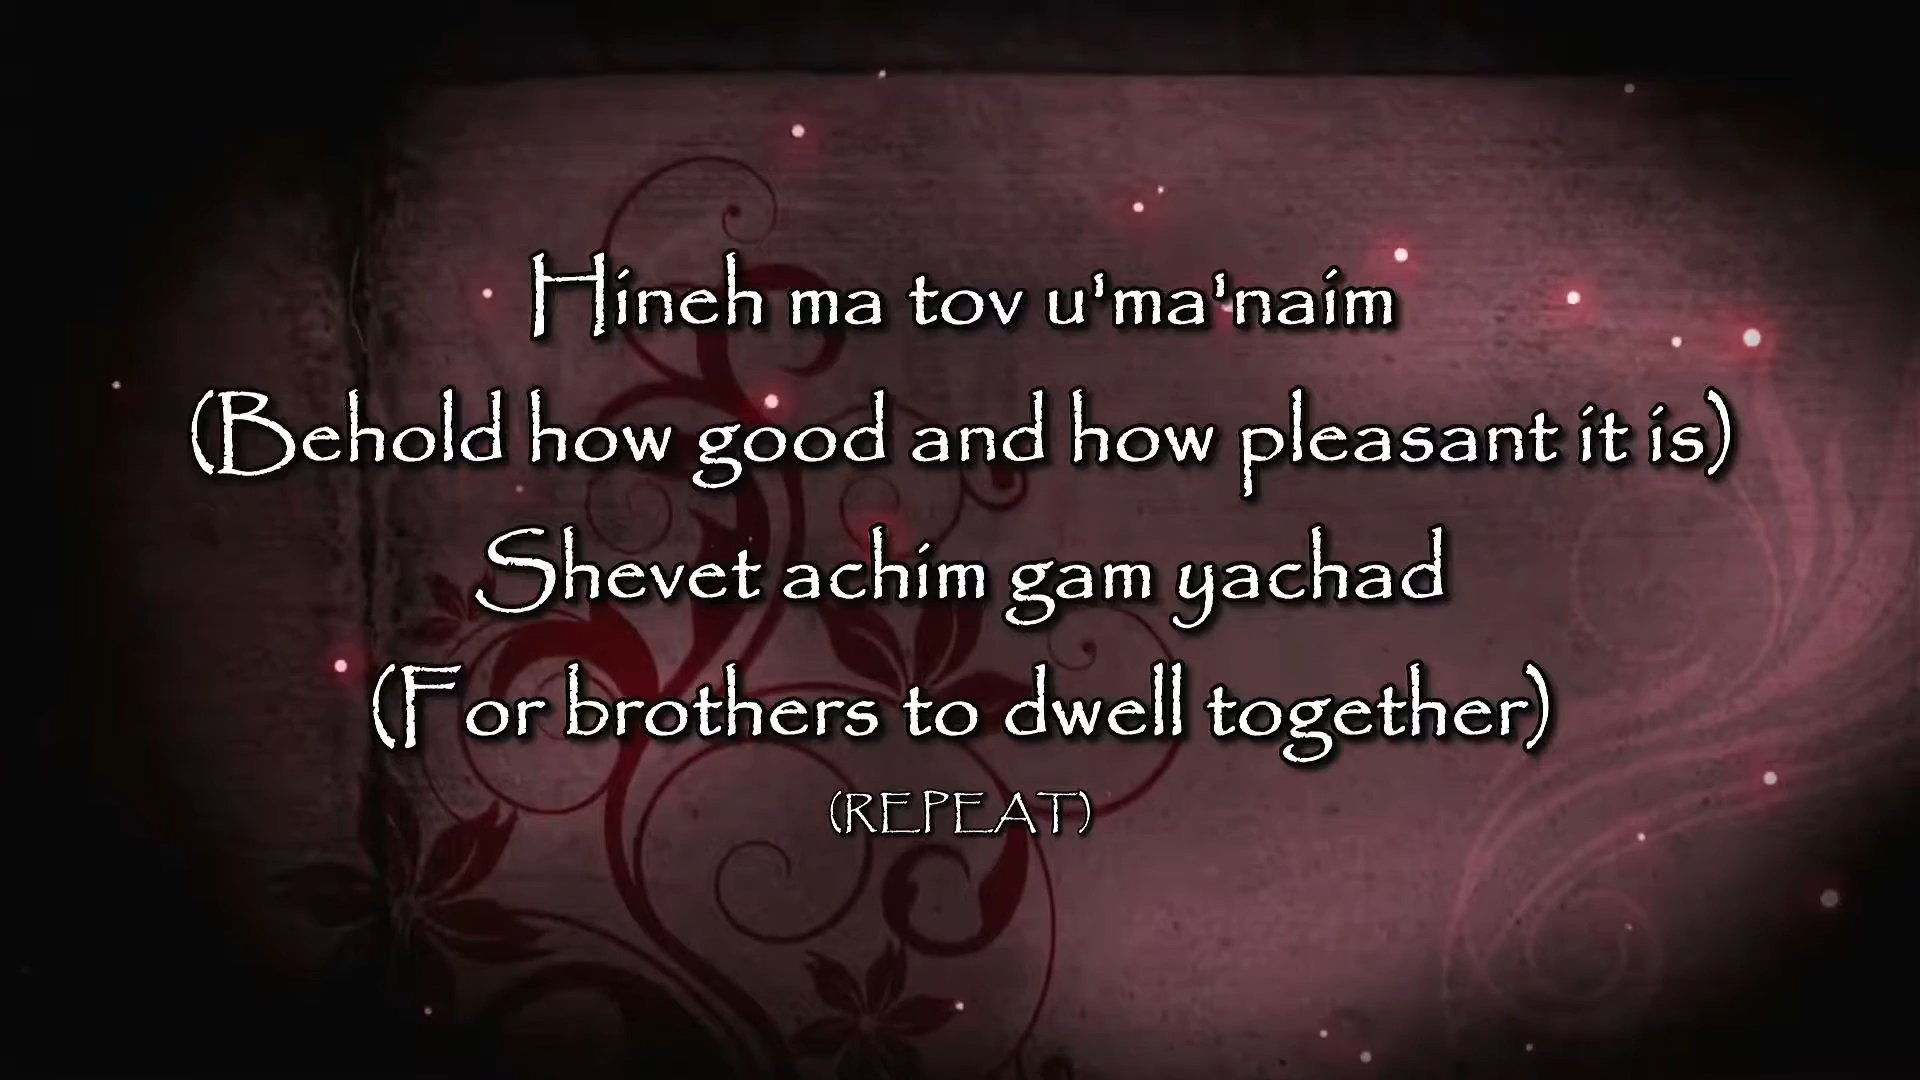 Hineh ma tov u'ma'naim
(Behold how good and how pleasant it is)
Shevet achim gam yachad
(For brothers to dwell together)
(REPEAT)